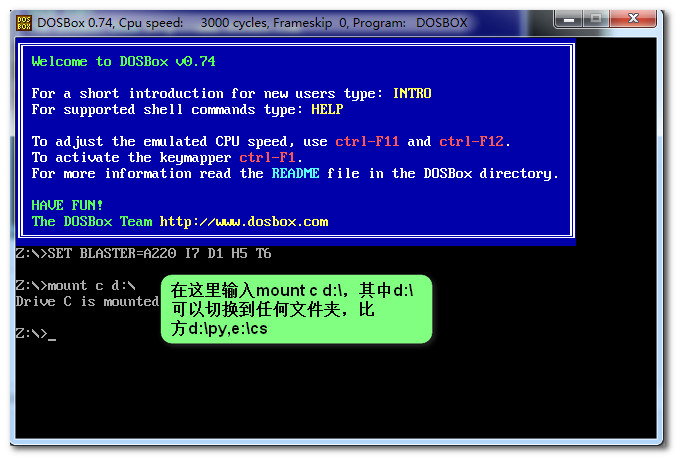 DOSBox 0.74, Cpu speed: 3000 cycles, Frameskip 0, Program: DOSBOX
Welcome to DOSBox v0.74
For a short introduction for new users type: INTRO
For supported shell commands type: HELP
To adjust the emulated CPU speed, use ctrl-F11 and ctrl-F12.
To activate the keymapper ctrl-F1.
For more information read the README file in the DOSBox directory.
HAVE FUN!
The DOSBox Team http://www.dosbox.com
Z:\>SET BLASTER=A220 I7 D1 H5 T6
Z:\>mount c d:\
Drive C is mounted
Z:\>_
在这里输入mount c d:\，其中d:\
可以切换到任何文件夹，比
方d:\py,e:\cs